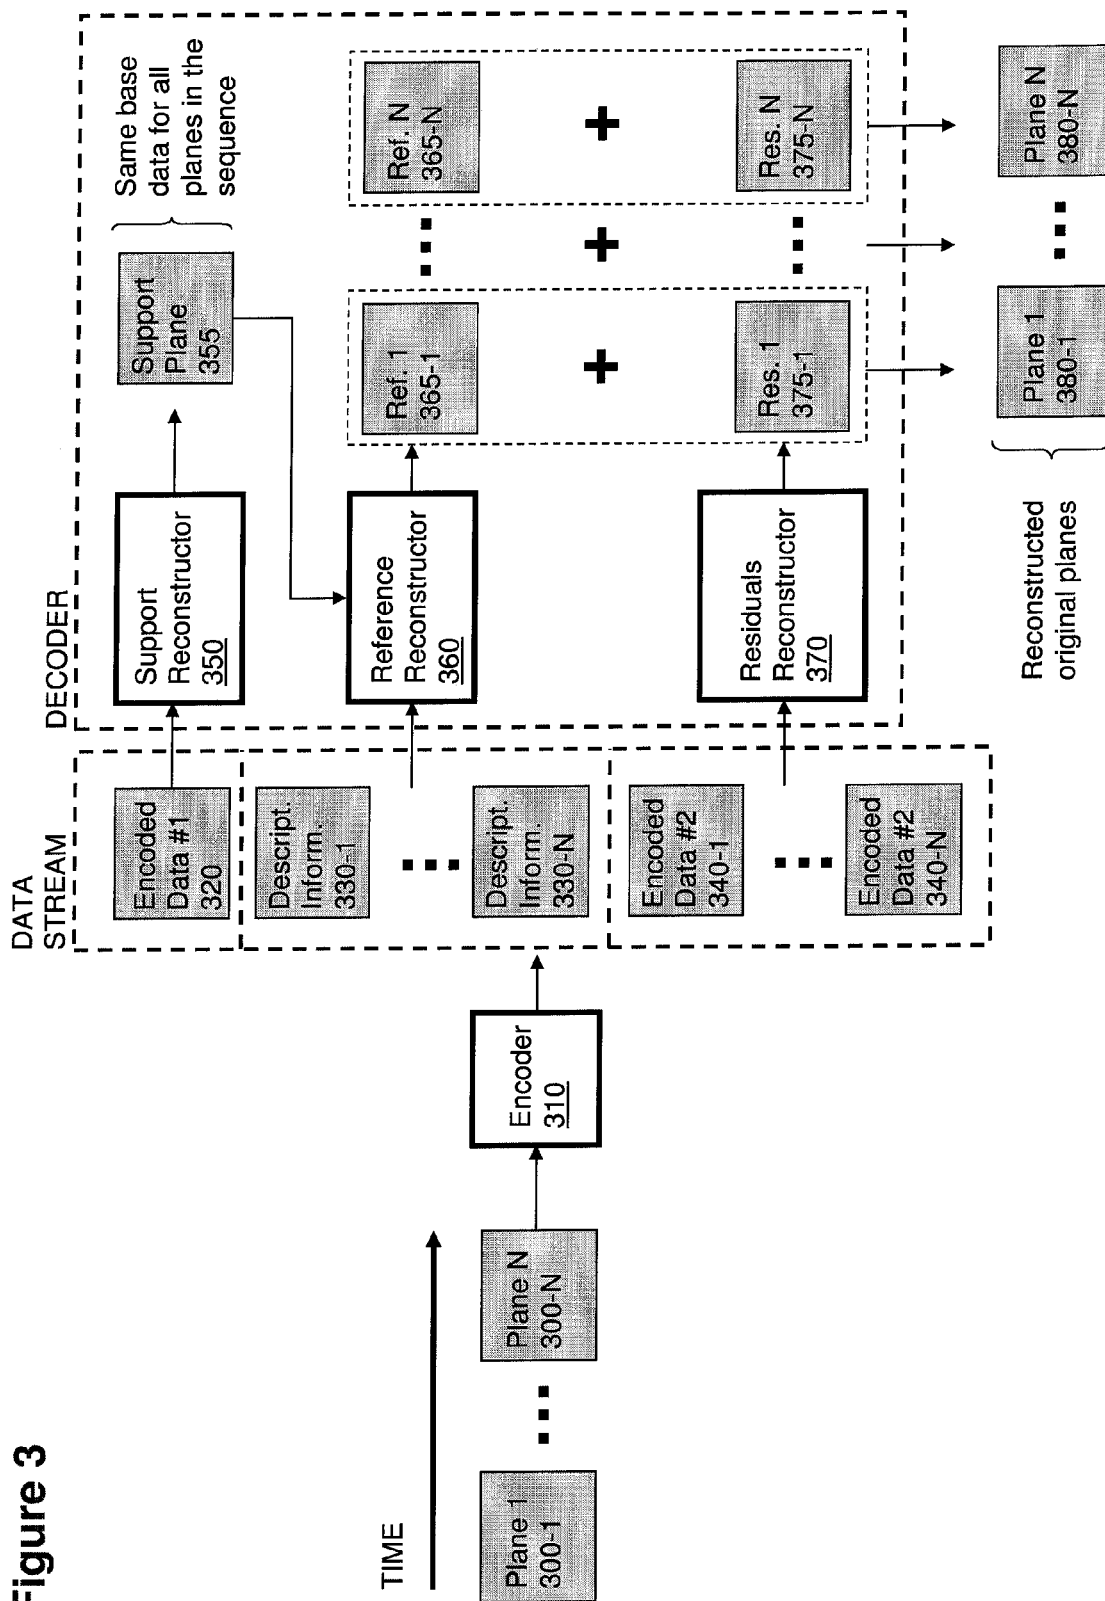 Figure 3
TIME
Plane 1
300-1
Plane N
300-N
Encoder
310
DATA
STREAM
Encoded
Data #1
320
Descript.
Inform.
330-1
Descript.
Inform.
330-N
Encoded
Data #2
340-1
Encoded
Data #2
340-N
DECODER
Support
Reconstructor
350
Reference
Reconstructor
360
Residuals
Reconstructor
370
Support
Plane
355
Same base
data for all
planes in the
sequence
Ref. 1
365-1
Ref. N
365-N
Res. 1
375-1
Res. N
375-N
Reconstructed
original planes
Plane 1
380-1
Plane N
380-N